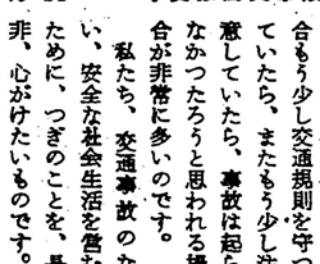 合もう少し交通規則を守つ
ていたら、またもう少し注
意していたら、事故は起ら
なかつたろうと思われる場
合が非常に多いのです。
私たち、交通事故のな
い、安全な社会生活を営む
ために、つぎのことを、是
非、心がけたいものです。